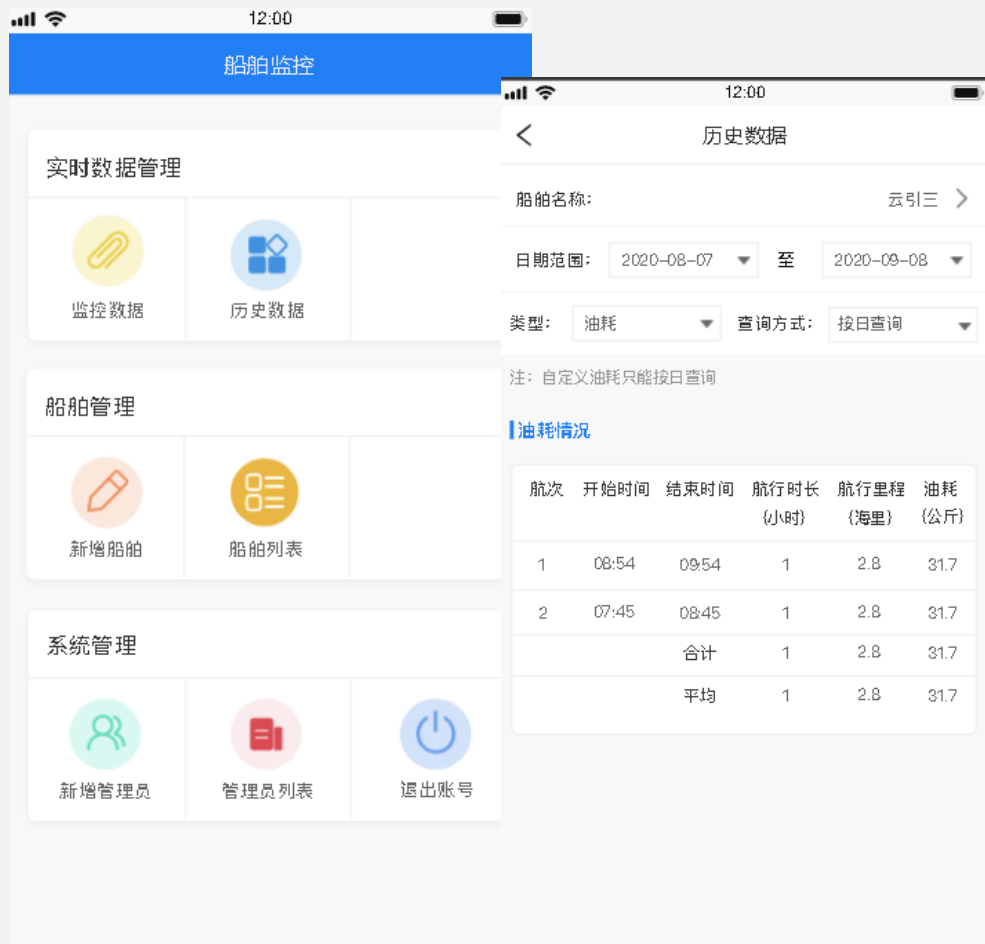 12:00
船舶监控
实时数据管理
监控数据 历史数据
船舶管理
新增船舶 船舶列表
系统管理
新增管理员 管理员列表 退出账号
12:00
历史数据
船舶名称: 云引三
日期范围: 2020-08-07 至 2020-09-08
类型: 油耗 查询方式: 按日查询
注: 自定义油耗只能按日查询
油耗情况
航次 开始时间 结束时间 航行时长 航行里程 油耗
(小时) (海里) (公斤)
1 08:54 09:54 1 2.8 31.7
2 07:45 08:45 1 2.8 31.7
合计 1 2.8 31.7
平均 1 2.8 31.7